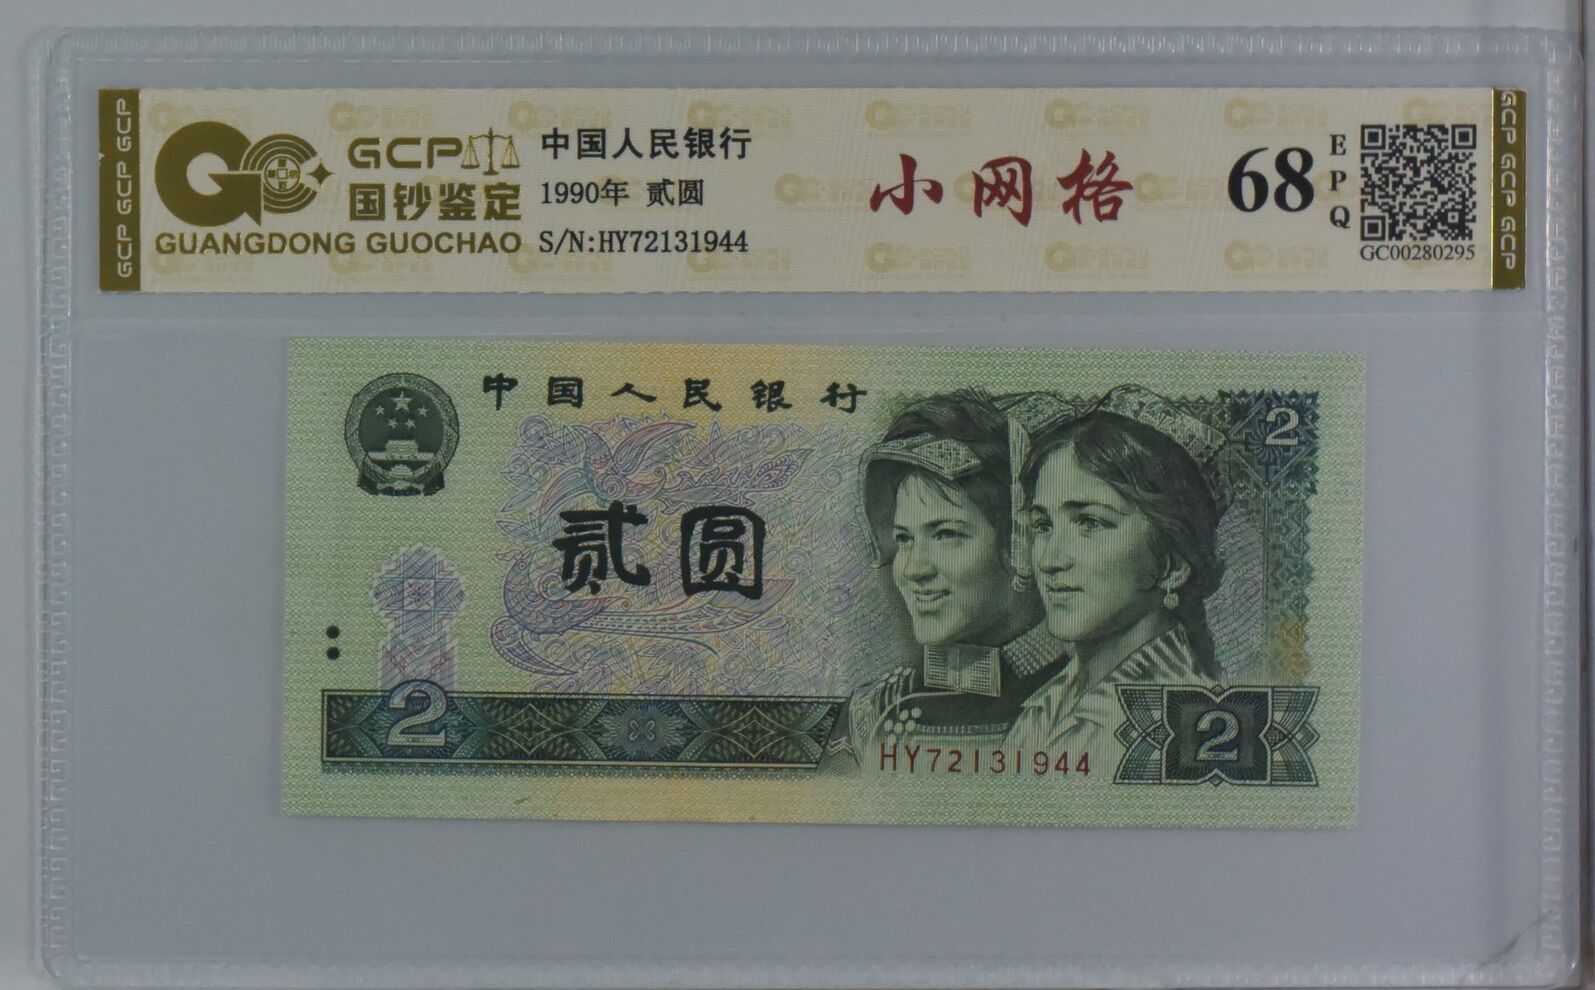 GCP GCP GCP
GCP
国钞鉴定
GUANGDONG GUOCHAO
中国人民银行
1990年 贰圆
S/N:HY72131944
小网格
68
EPQ
GC00280295
GCP GCP GCP
中国人民银行
2
贰圆
2
HY72131944
2